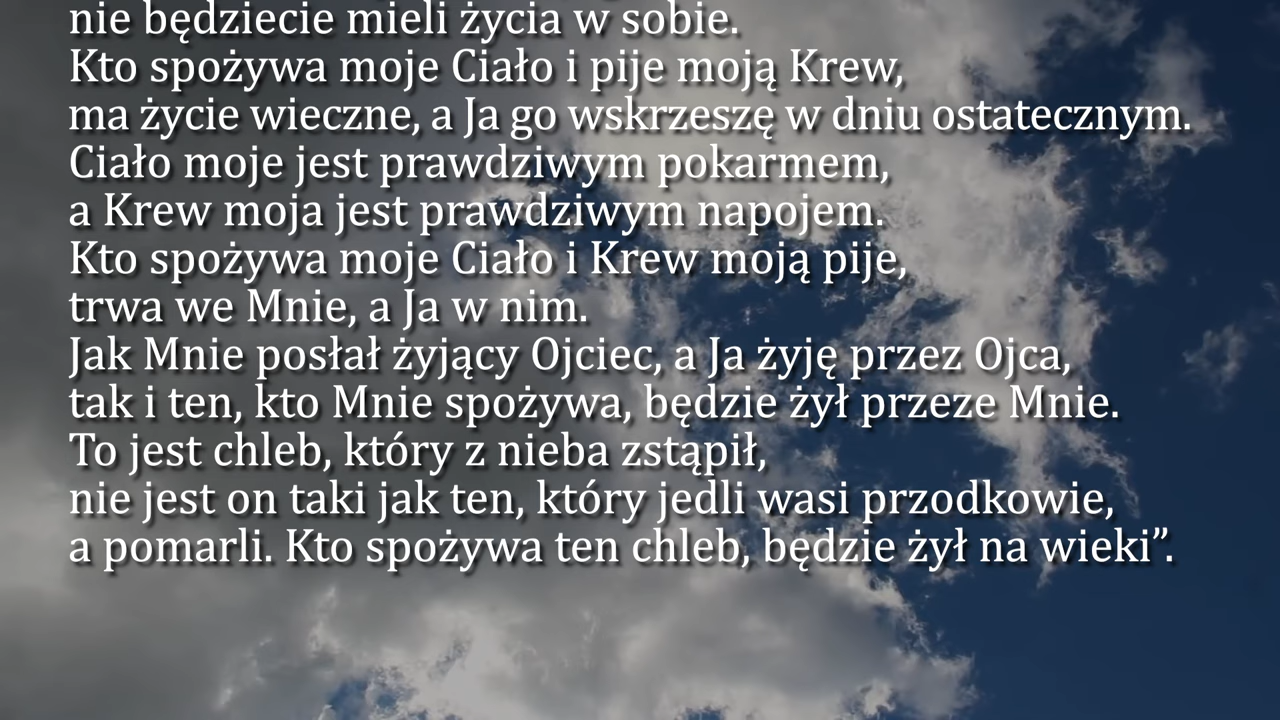 nie będziecie mieli życia w sobie.
Kto spożywa moje Ciało i pije moją Krew,
ma życie wieczne, a Ja go wskrzeszę w dniu ostatecznym.
Ciało moje jest prawdziwym pokarmem,
a Krew moja jest prawdziwym napojem.
Kto spożywa moje Ciało i Krew moją pije,
trwa we Mnie, a Ja w nim.
Jak Mnie posłał żyjący Ojciec, a Ja żyję przez Ojca,
tak i ten, kto Mnie spożywa, będzie żył przeze Mnie.
To jest chleb, który z nieba zstąpił,
nie jest on taki jak ten, który jedli wasi przodkowie,
a pomarli. Kto spożywa ten chleb, będzie żył na wieki”.